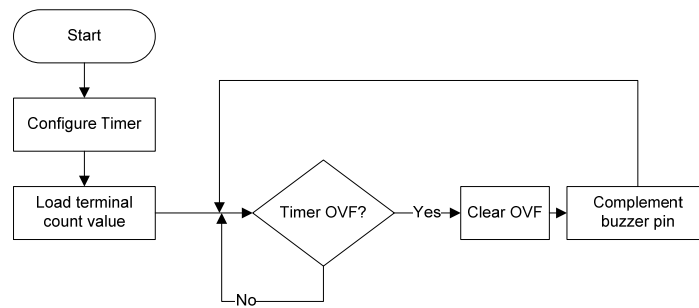 Start
Configure Timer
Load terminal
count value
Timer OVF?
Yes
Clear OVF
Complement
buzzer pin
No